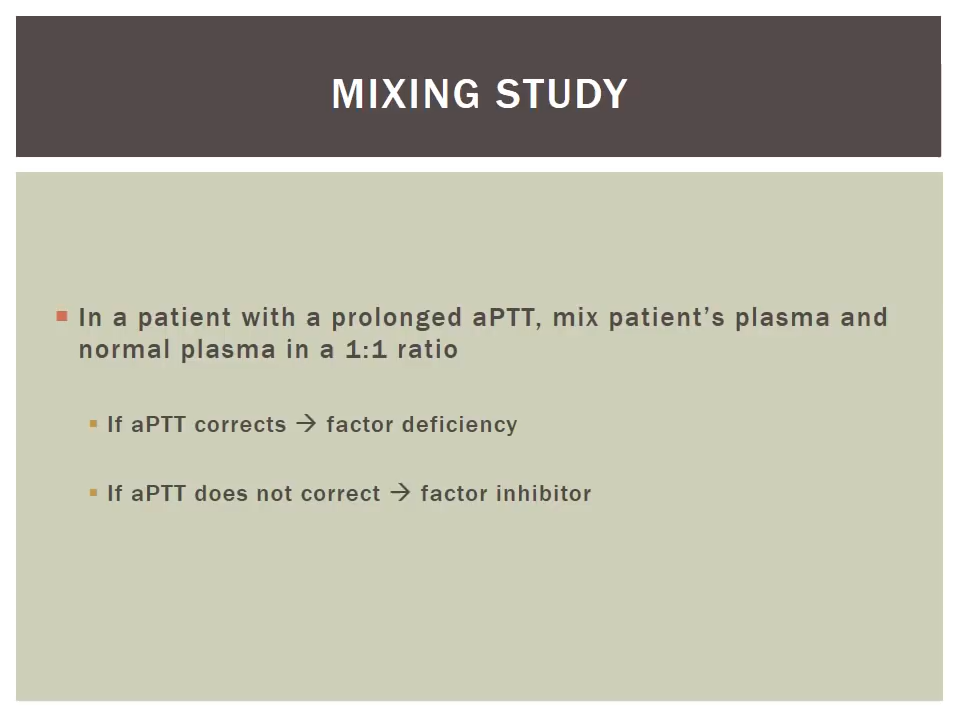 MIXING STUDY
▪ In a patient with a prolonged aPTT, mix patient’s plasma and
normal plasma in a 1:1 ratio
▪ If aPTT corrects → factor deficiency
▪ If aPTT does not correct → factor inhibitor